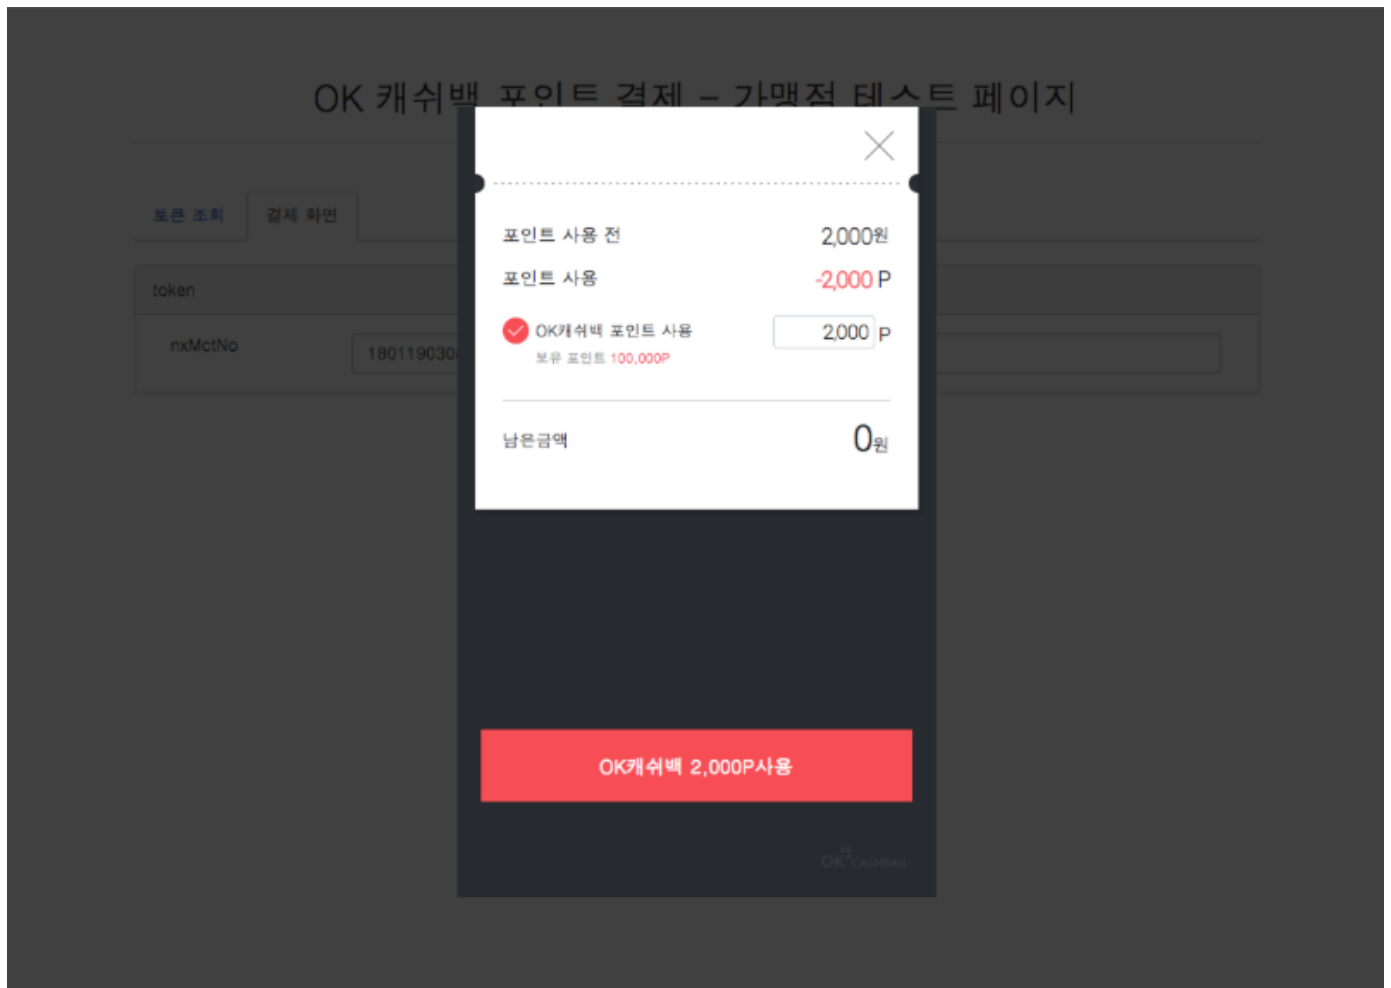 OK 캐쉬백 포인트 결제 – 가맹점 테스트 페이지
토큰 조회 결제 화면
token
nxMctNo 180119030
포인트 사용 전 2,000원
포인트 사용 -2,000 P
OK캐쉬백 포인트 사용 2,000 P
보유 포인트 100,000P
남은금액 0원
OK캐쉬백 2,000P사용
OK CASHBAG